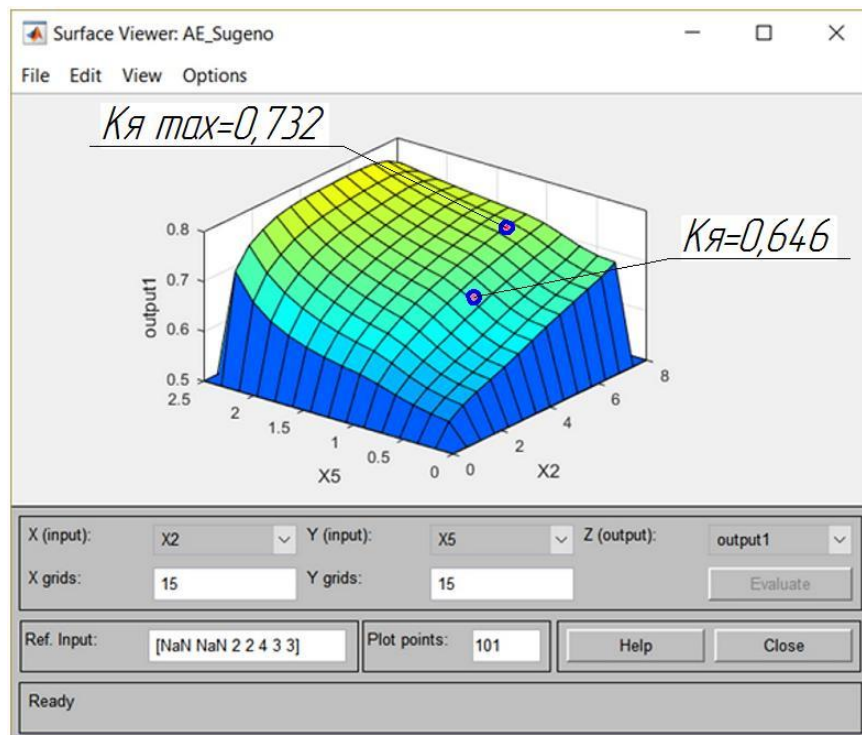 Surface Viewer: AE_Sugeno
File Edit View Options
Кя max=0,732
Кя=0,646
0.8
0.7
0.6
0.5
output1
2.5
2
1.5
1
0.5
0
X5
0
2
4
6
8
X2
X (input): X2 Y (input): X5 Z (output): output1
X grids: 15 Y grids: 15 Evaluate
Ref. Input: [NaN NaN 2 2 4 3 3] Plot points: 101 Help Close
Ready